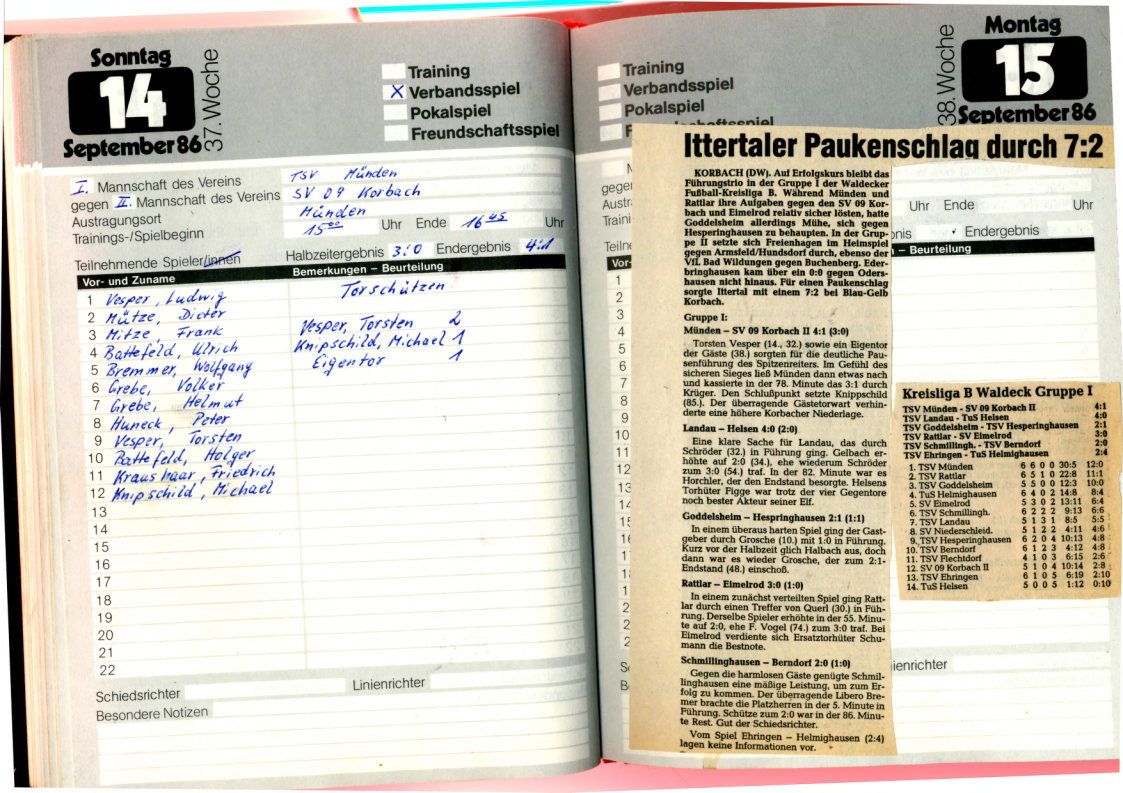 Sonntag
14
September 86
37. Woche
Training
X Verbandsspiel
Pokalspiel
Freundschaftsspiel
I. Mannschaft des Vereins TSV Münden
gegen II. Mannschaft des Vereins SV 09 Korbach
Austragungsort Münden
Trainings-/Spielbeginn 15⁰⁰ Uhr Ende 16⁴⁵ Uhr
Teilnehmende Spieler/innen Halbzeitergebnis 3:0 Endergebnis 4:1
Vor- und Zuname Bemerkungen – Beurteilung
1 Vesper, Ludwig Torschützen
2 Mütze, Dieter
3 Mitze Frank Vesper, Torsten 2
4 Battefeld, Ulrich Knipschild, Michael 1
5 Bremmer, Wolfgang Eigentor 1
6 Grebe, Volker
7 Grebe, Helmut
8 Huneck, Peter
9 Vesper, Torsten
10 Battefeld, Holger
11 Kraushaar, Friedrich
12 Knipschild, Michael
13
14
15
16
17
18
19
20
21
22
Schiedsrichter Linienrichter
Besondere Notizen
Montag
15
September 86
38. Woche
Training
Verbandsspiel
Pokalspiel
Ittertaler Paukenschlag durch 7:2
KORBACH (DW). Auf Erfolgskurs bleibt das
Führungstrio in der Gruppe I der Waldecker
Fußball-Kreisliga B. Während Münden und
Rattlar ihre Aufgaben gegen den SV 09 Kor-
bach und Eimelrod relativ sicher lösten, hatte
Goddelsheim allerdings Mühe, sich gegen
Hesperinghausen zu behaupten. In der Grup-
pe II setzte sich Freienhagen im Heimspiel
gegen Armsfeld/Hundsdorf durch, ebenso der
VfL Bad Wildungen gegen Buchenberg. Eder-
bringhausen kam über ein 0:0 gegen Oders-
hausen nicht hinaus. Für einen Paukenschlag
sorgte Ittertal mit einem 7:2 bei Blau-Gelb
Korbach.
Gruppe I:
Münden – SV 09 Korbach II 4:1 (3:0)
Torsten Vesper (14., 32.) sowie ein Eigentor
der Gäste (38.) sorgten für die deutliche Pau-
senführung des Spitzenreiters. Im Gefühl des
sicheren Sieges ließ Münden dann etwas nach
und kassierte in der 78. Minute das 3:1 durch
Krüger. Den Schlußpunkt setzte Knippschild
(85.). Der überragende Gästetorwart verhin-
derte eine höhere Korbacher Niederlage.
Landau – Helsen 4:0 (2:0)
Eine klare Sache für Landau, das durch
Schröder (32.) in Führung ging. Gelbach er-
höhte auf 2:0 (34.), ehe wiederum Schröder
zum 3:0 (54.) traf. In der 82. Minute war es
Horchler, der den Endstand besorgte. Helsens
Torhüter Figge war trotz der vier Gegentore
noch bester Akteur seiner Elf.
Goddelsheim – Hespringhausen 2:1 (1:1)
In einem überaus harten Spiel ging der Gast-
geber durch Grosche (10.) mit 1:0 in Führung.
Kurz vor der Halbzeit glich Halbach aus, doch
dann war es wieder Grosche, der zum 2:1-
Endstand (48.) einschoß.
Rattlar – Eimelrod 3:0 (1:0)
In einem zunächst verteilten Spiel ging Ratt-
lar durch einen Treffer von Querl (30.) in Füh-
rung. Derselbe Spieler erhöhte in der 55. Minu-
te auf 2:0, ehe F. Vogel (74.) zum 3:0 traf. Bei
Eimelrod verdiente sich Ersatztorhüter Schu-
mann die Bestnote.
Schmillinghausen – Berndorf 2:0 (1:0)
Gegen die harmlosen Gäste genügte Schmil-
linghausen eine mäßige Leistung, um zum Er-
folg zu kommen. Der überragende Libero Bre-
mer brachte die Platzherren in der 5. Minute in
Führung. Schütze zum 2:0 war in der 86. Minu-
te Rest. Gut der Schiedsrichter.
Vom Spiel Ehringen – Helmighausen (2:4)
lagen keine Informationen vor.
Uhr Ende Uhr
Endergebnis
– Beurteilung
Kreisliga B Waldeck Gruppe I
TSV Münden - SV 09 Korbach II 4:1
TSV Landau - TuS Helsen 4:0
TSV Goddelsheim - TSV Hesperinghausen 2:1
TSV Rattlar - SV Eimelrod 3:0
TSV Schmillingh. - TSV Berndorf 2:0
TSV Ehringen - TuS Helmighausen 2:4
1. TSV Münden 6 6 0 0 30:5 12:0
2. TSV Rattlar 6 5 1 0 22:8 11:1
3. TSV Goddelsheim 5 5 0 0 12:3 10:0
4. TuS Helmighausen 6 4 0 2 14:8 8:4
5. SV Eimelrod 5 3 0 2 13:11 6:4
6. TSV Schmillingh. 6 2 2 2 9:13 6:6
7. TSV Landau 5 1 3 1 8:5 5:5
8. SV Niederschleid. 5 1 2 2 4:11 4:6
9. TSV Hesperinghausen 6 2 0 4 10:13 4:8
10. TSV Berndorf 6 1 2 3 4:12 4:8
11. TSV Flechtdorf 4 1 0 3 6:15 2:6
12. SV 09 Korbach II 5 1 0 4 10:14 2:8
13. TSV Ehringen 6 1 0 5 6:19 2:10
14. TuS Helsen 5 0 0 5 1:12 0:10